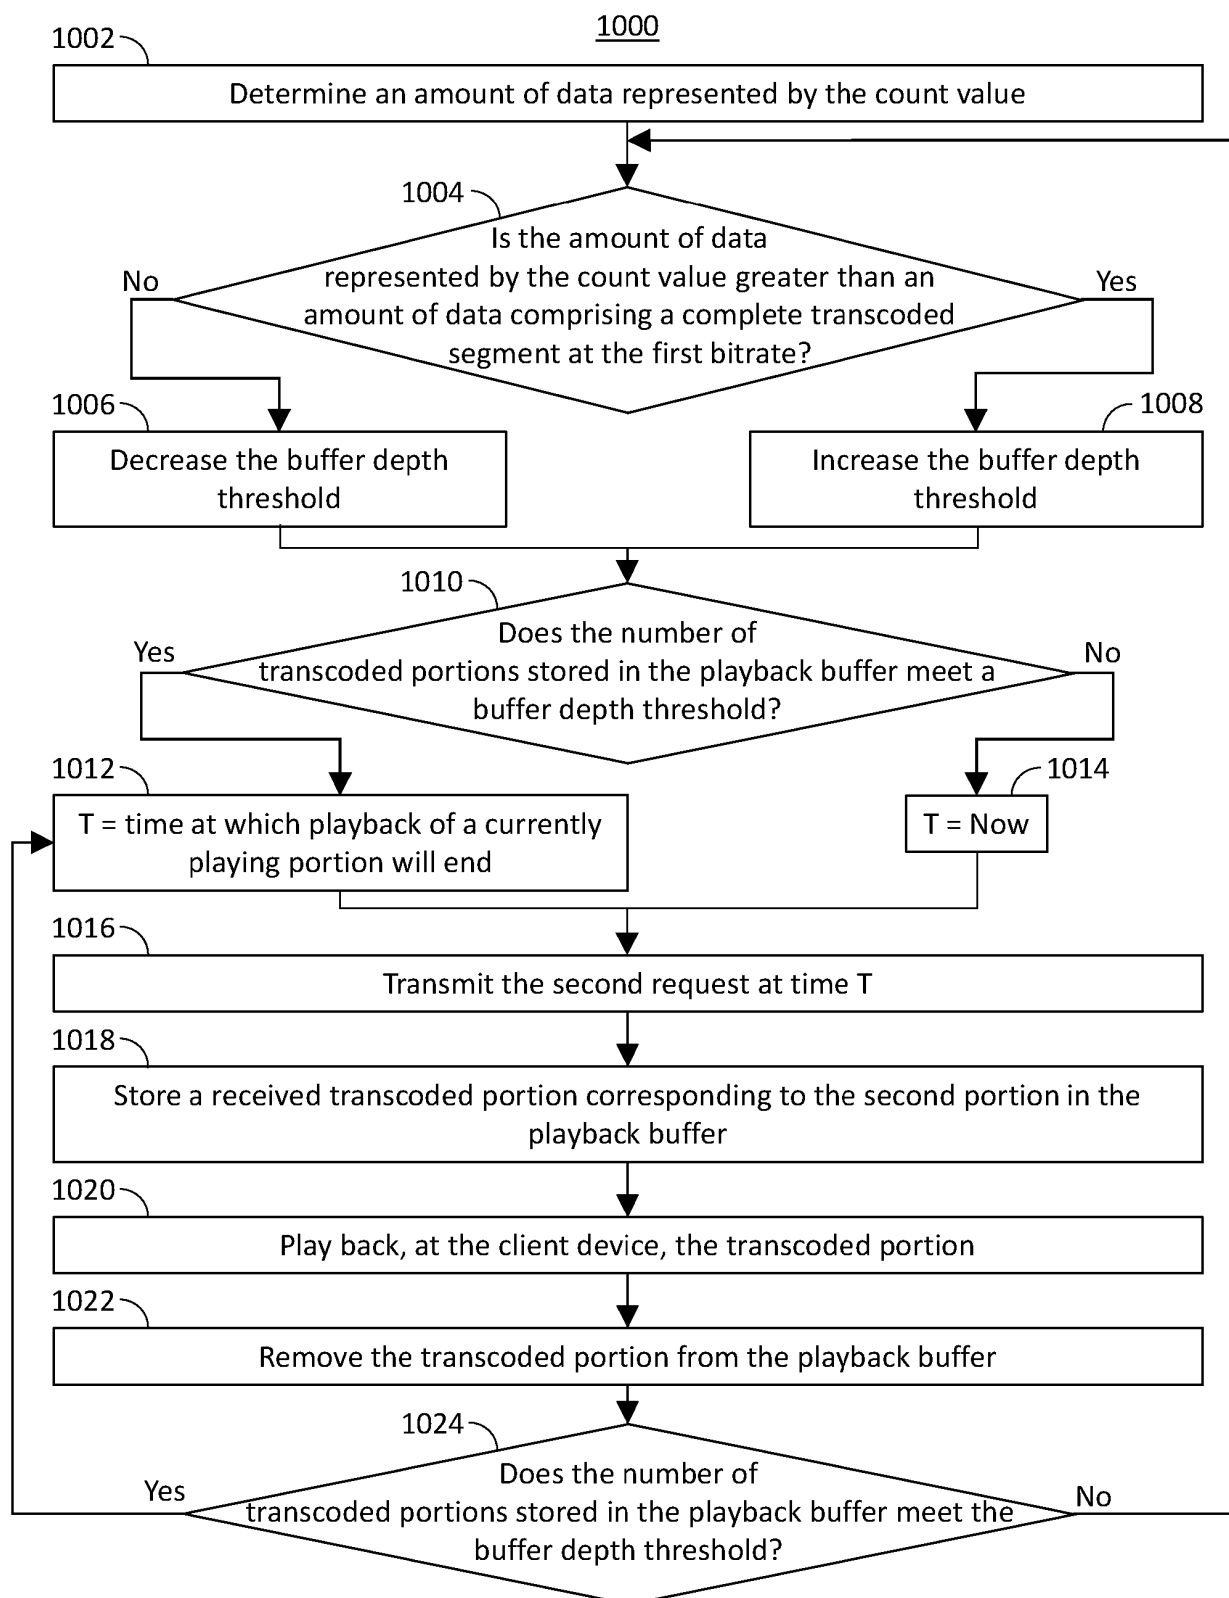 1000
1002
Determine an amount of data represented by the count value
1004
Is the amount of data
represented by the count value greater than an
amount of data comprising a complete transcoded
segment at the first bitrate?
No
Yes
1006
Decrease the buffer depth
threshold
1008
Increase the buffer depth
threshold
1010
Does the number of
transcoded portions stored in the playback buffer meet a
buffer depth threshold?
Yes
No
1012
T = time at which playback of a currently
playing portion will end
1014
T = Now
1016
Transmit the second request at time T
1018
Store a received transcoded portion corresponding to the second portion in the
playback buffer
1020
Play back, at the client device, the transcoded portion
1022
Remove the transcoded portion from the playback buffer
1024
Does the number of
transcoded portions stored in the playback buffer meet the
buffer depth threshold?
Yes
No